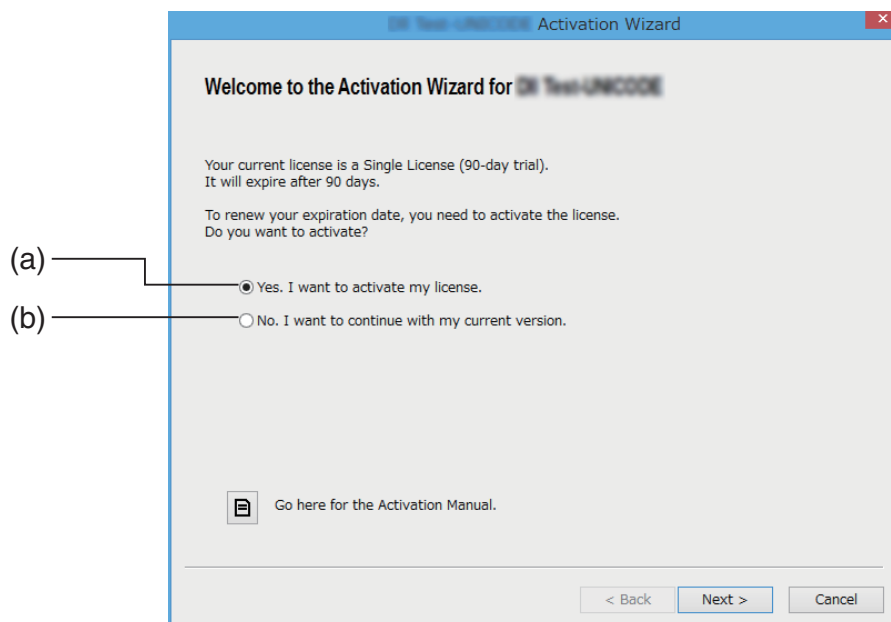 Activation Wizard
Welcome to the Activation Wizard for
Your current license is a Single License (90-day trial).
It will expire after 90 days.
To renew your expiration date, you need to activate the license.
Do you want to activate?
(a)
Yes. I want to activate my license.
(b)
No. I want to continue with my current version.
Go here for the Activation Manual.
< Back
Next >
Cancel